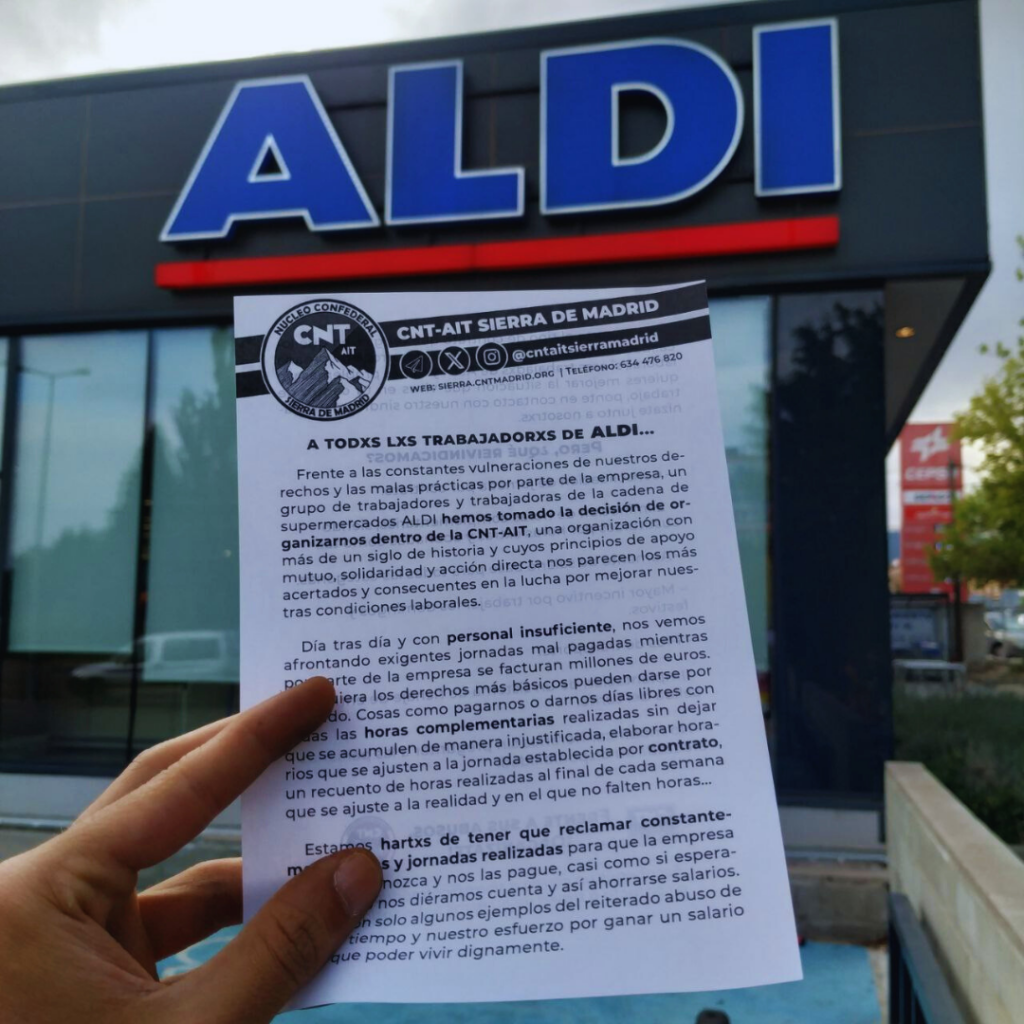 ALDI
NÚCLEO CONFEDERAL
CNT
AIT
SIERRA DE MADRID
CNT-AIT SIERRA DE MADRID
@cntaitsierramadrid
WEB: SIERRA.CNTMADRID.ORG | TELÉFONO: 634 476 820
A TODXS LXS TRABAJADORXS DE ALDI...
Frente a las constantes vulneraciones de nuestros de-
rechos y las malas prácticas por parte de la empresa, un
grupo de trabajadores y trabajadoras de la cadena de
supermercados ALDI hemos tomado la decisión de or-
ganizarnos dentro de la CNT-AIT, una organización con
más de un siglo de historia y cuyos principios de apoyo
mutuo, solidaridad y acción directa nos parecen los más
acertados y consecuentes en la lucha por mejorar nues-
tras condiciones laborales.
Día tras día y con personal insuficiente, nos vemos
afrontando exigentes jornadas mal pagadas mientras
por parte de la empresa se facturan millones de euros.
los derechos más básicos pueden darse por
Cosas como pagarnos o darnos días libres con
las horas complementarias realizadas sin dejar
que se acumulen de manera injustificada, elaborar hora-
rios que se ajusten a la jornada establecida por contrato,
un recuento de horas realizadas al final de cada semana
que se ajuste a la realidad y en el que no falten horas...
Estamos hartxs de tener que reclamar constante-
y jornadas realizadas para que la empresa
y nos las pague, casi como si espera-
nos diéramos cuenta y así ahorrarse salarios.
solo algunos ejemplos del reiterado abuso de
tiempo y nuestro esfuerzo por ganar un salario
que poder vivir dignamente.
CEPSA